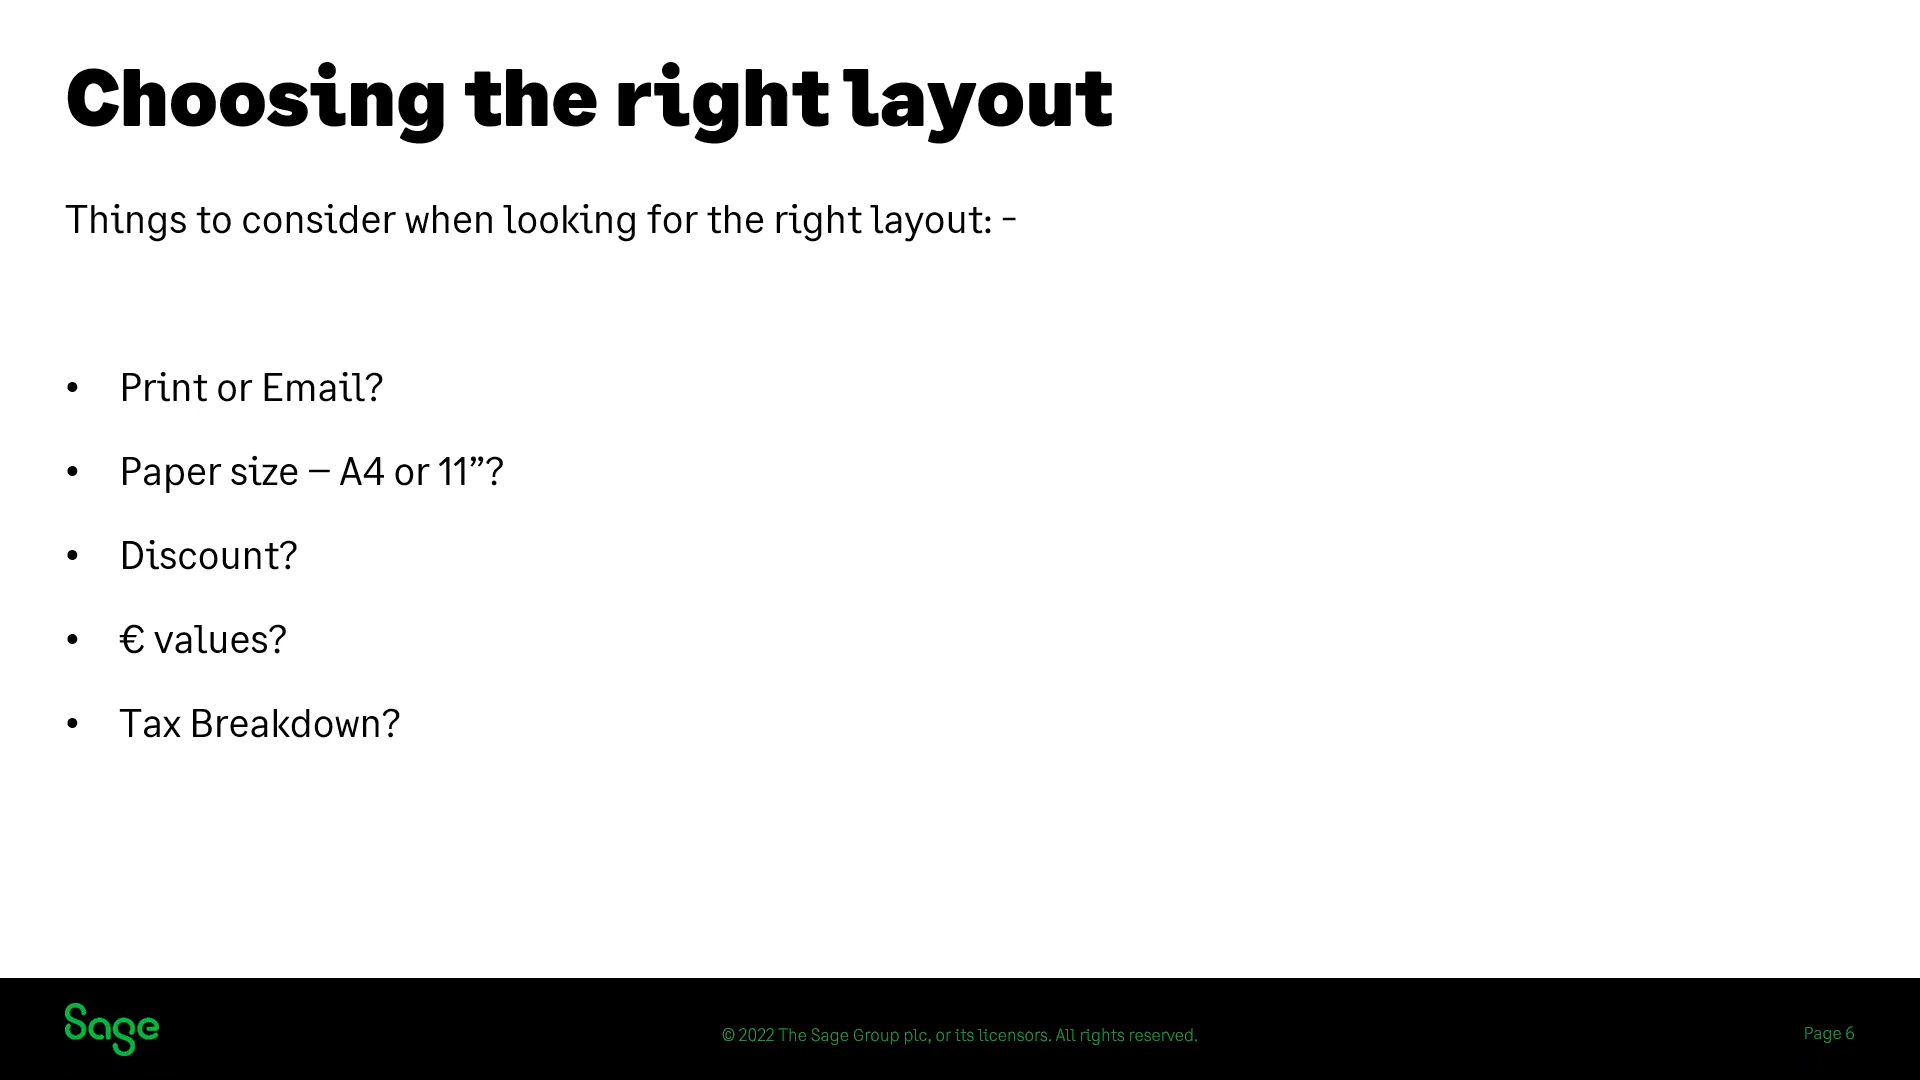 Choosing the right layout
Things to consider when looking for the right layout: -
• Print or Email?
• Paper size – A4 or 11”?
• Discount?
• € values?
• Tax Breakdown?
Sage
© 2022 The Sage Group plc, or its licensors. All rights reserved.
Page 6